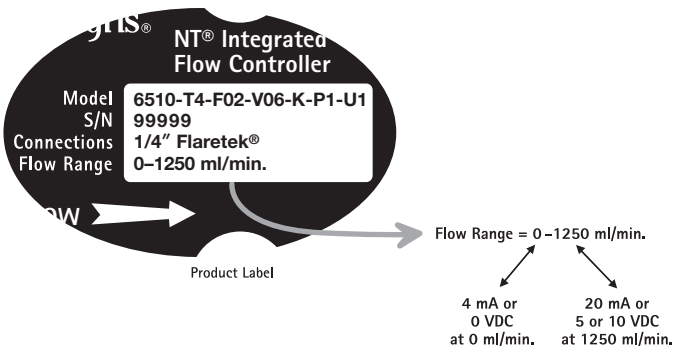 NT® Integrated
Flow Controller
Model 6510-T4-F02-V06-K-P1-U1
S/N 99999
Connections 1/4" Flaretek®
Flow Range 0–1250 ml/min.
Product Label
Flow Range = 0–1250 ml/min.
4 mA or
0 VDC
at 0 ml/min.
20 mA or
5 or 10 VDC
at 1250 ml/min.